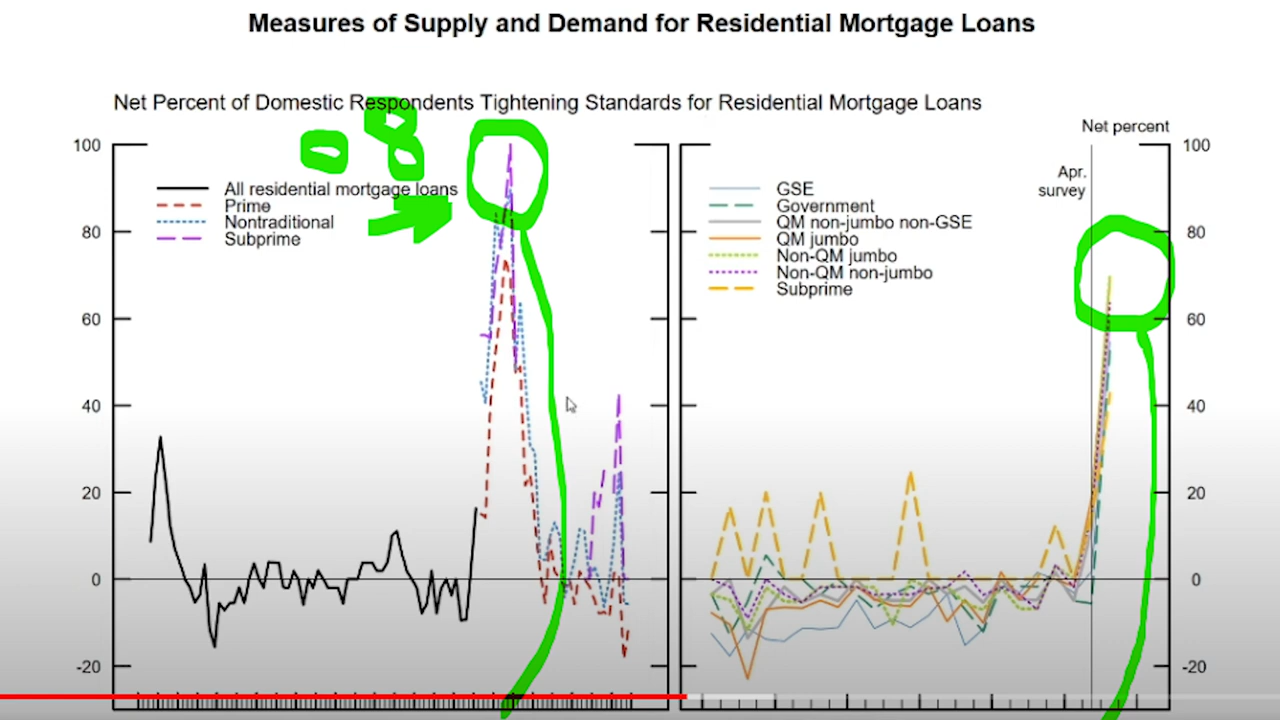 Measures of Supply and Demand for Residential Mortgage Loans
Net Percent of Domestic Respondents Tightening Standards for Residential Mortgage Loans
Net percent
100
100
Apr.
survey
All residential mortgage loans
Prime
Nontraditional
Subprime
GSE
Government
QM non-jumbo non-GSE
QM jumbo
Non-QM jumbo
Non-QM non-jumbo
Subprime
08
80
80
60
60
40
40
20
20
0
0
-20
-20